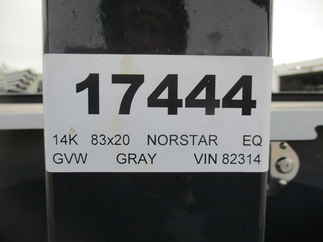 17444
14K 83x20 NORSTAR EQ
GVW GRAY VIN 82314